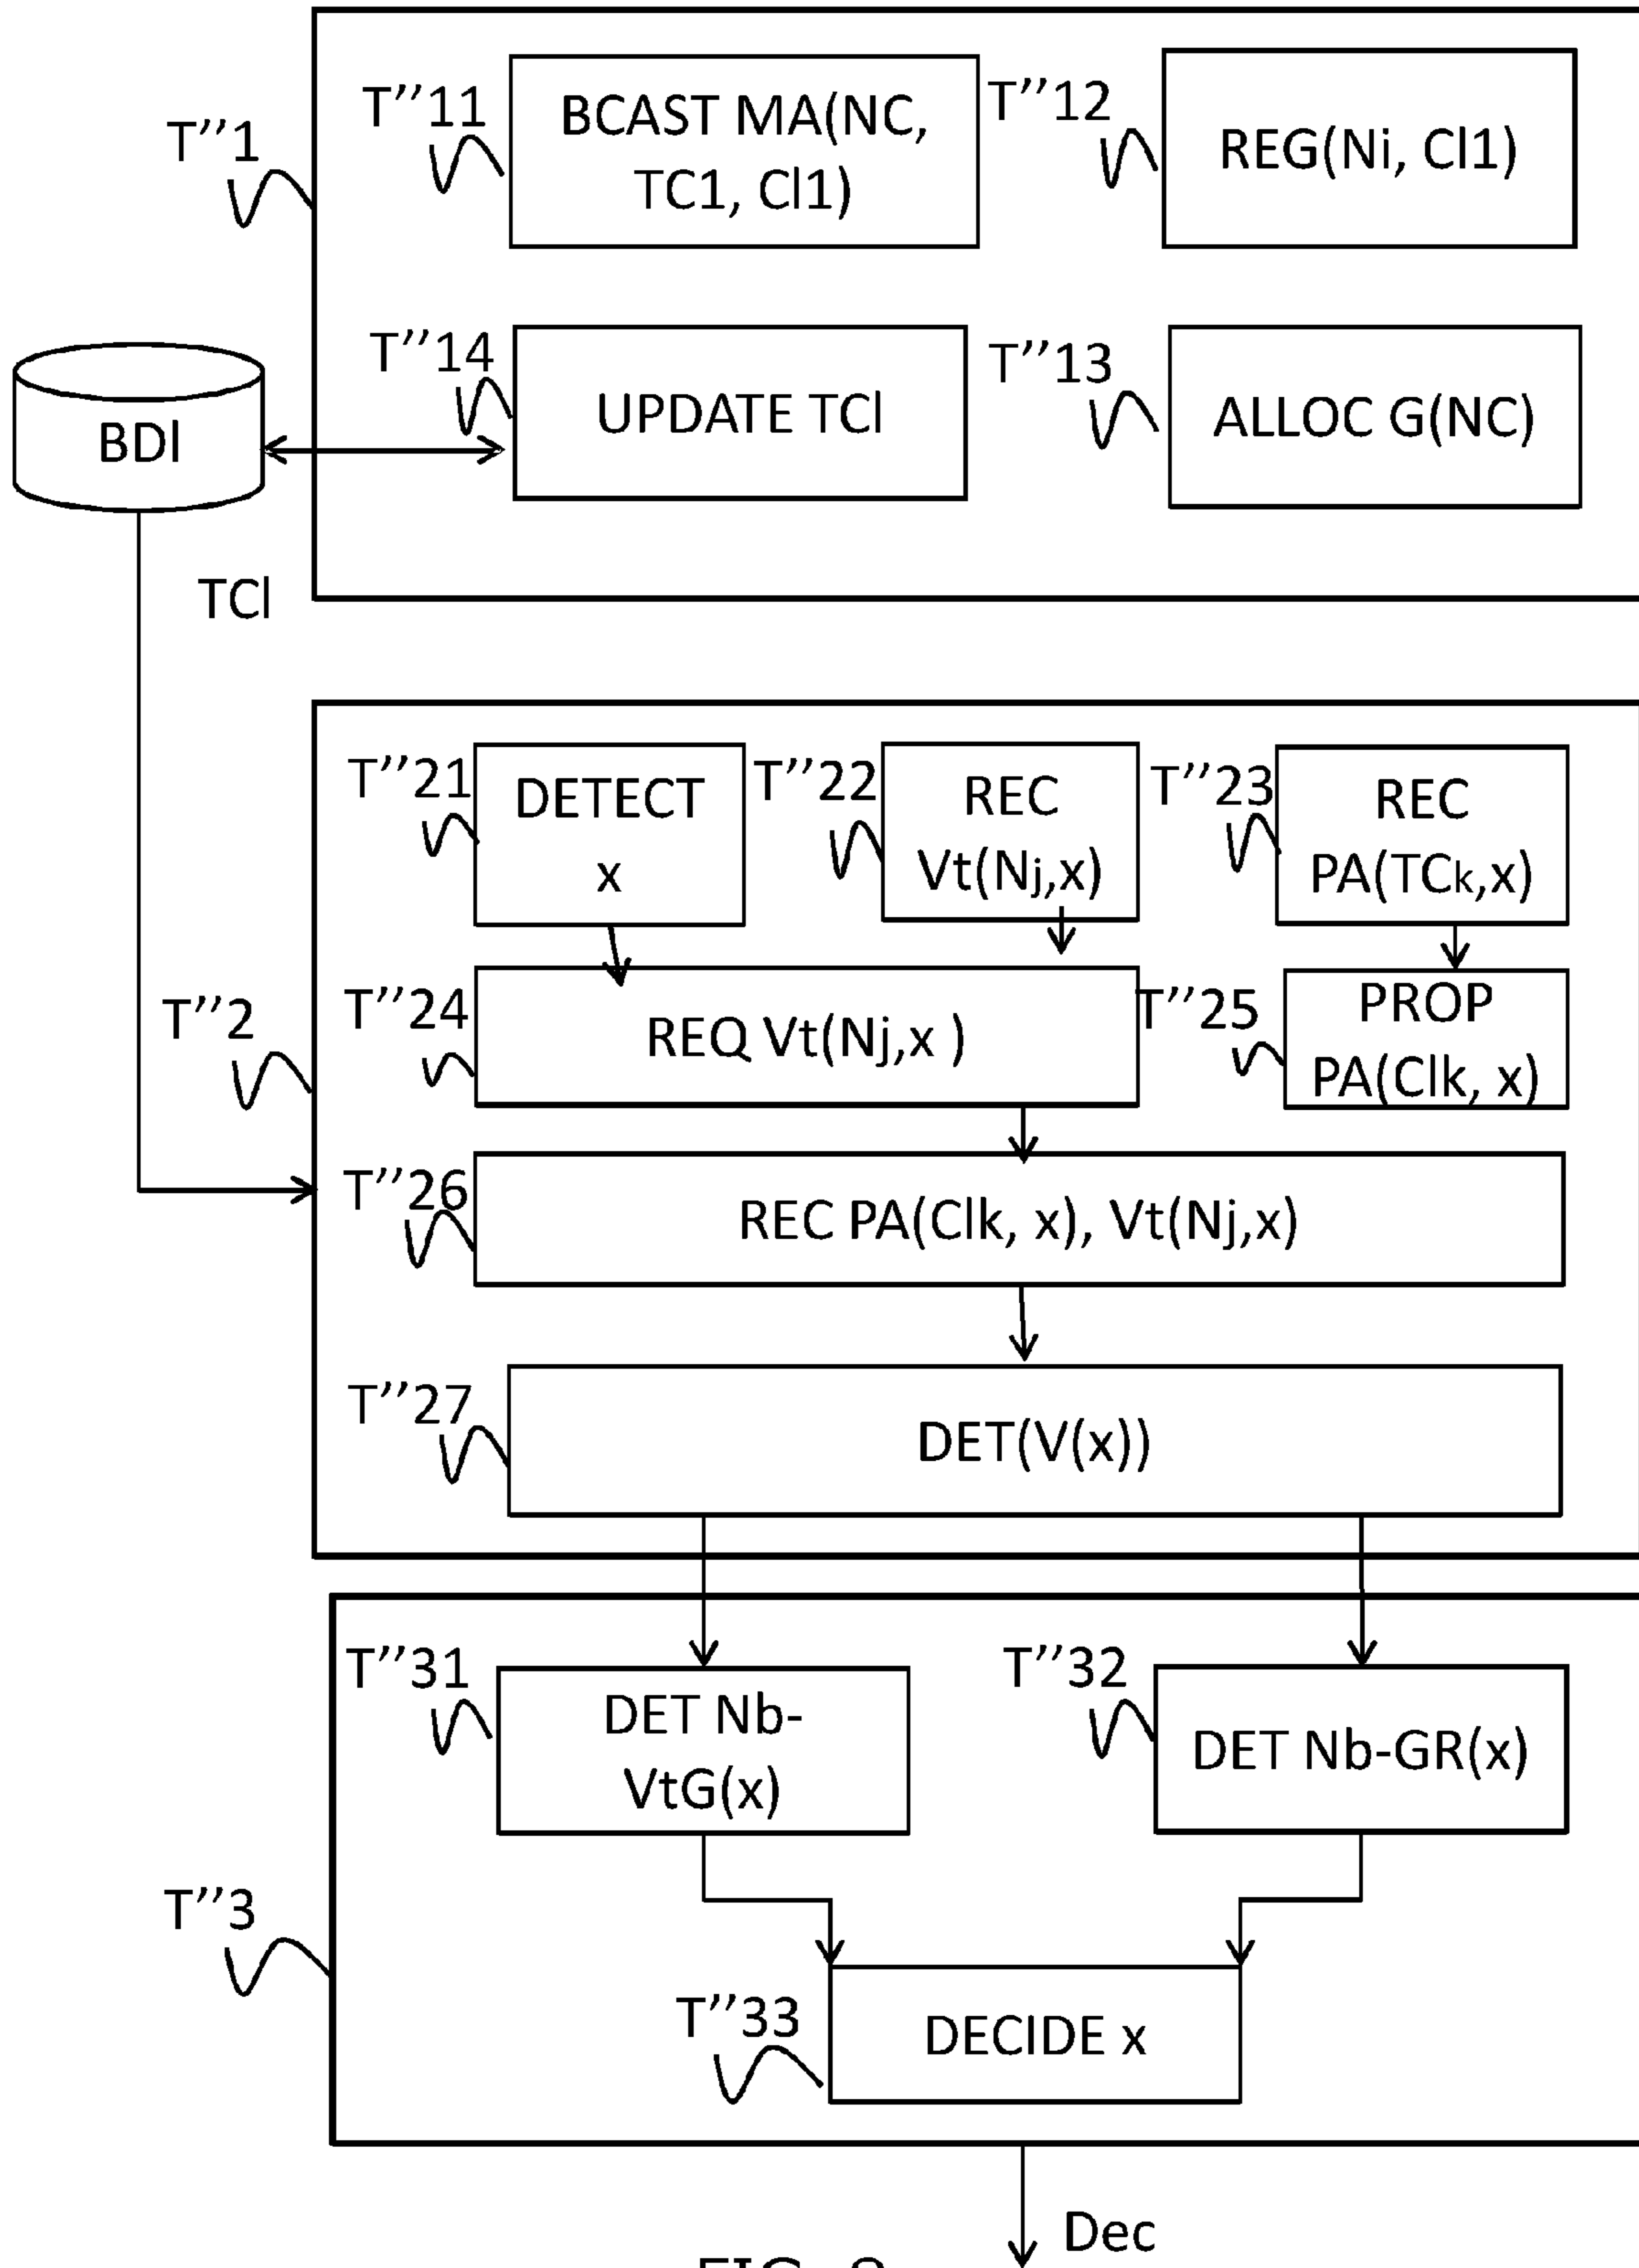 T''1
T''11
BCAST MA(NC,
TC1, Cl1)
T''12
REG(Ni, Cl1)
T''14
UPDATE TCl
T''13
ALLOC G(NC)
BDl
TCl
T''2
T''21
DETECT
x
T''22
REC
Vt(Nj,x)
T''23
REC
PA(TCk,x)
T''24
REQ Vt(Nj,x )
T''25
PROP
PA(Clk, x)
T''26
REC PA(Clk, x), Vt(Nj,x)
T''27
DET(V(x))
T''3
T''31
DET Nb-
VtG(x)
T''32
DET Nb-GR(x)
T''33
DECIDE x
Dec